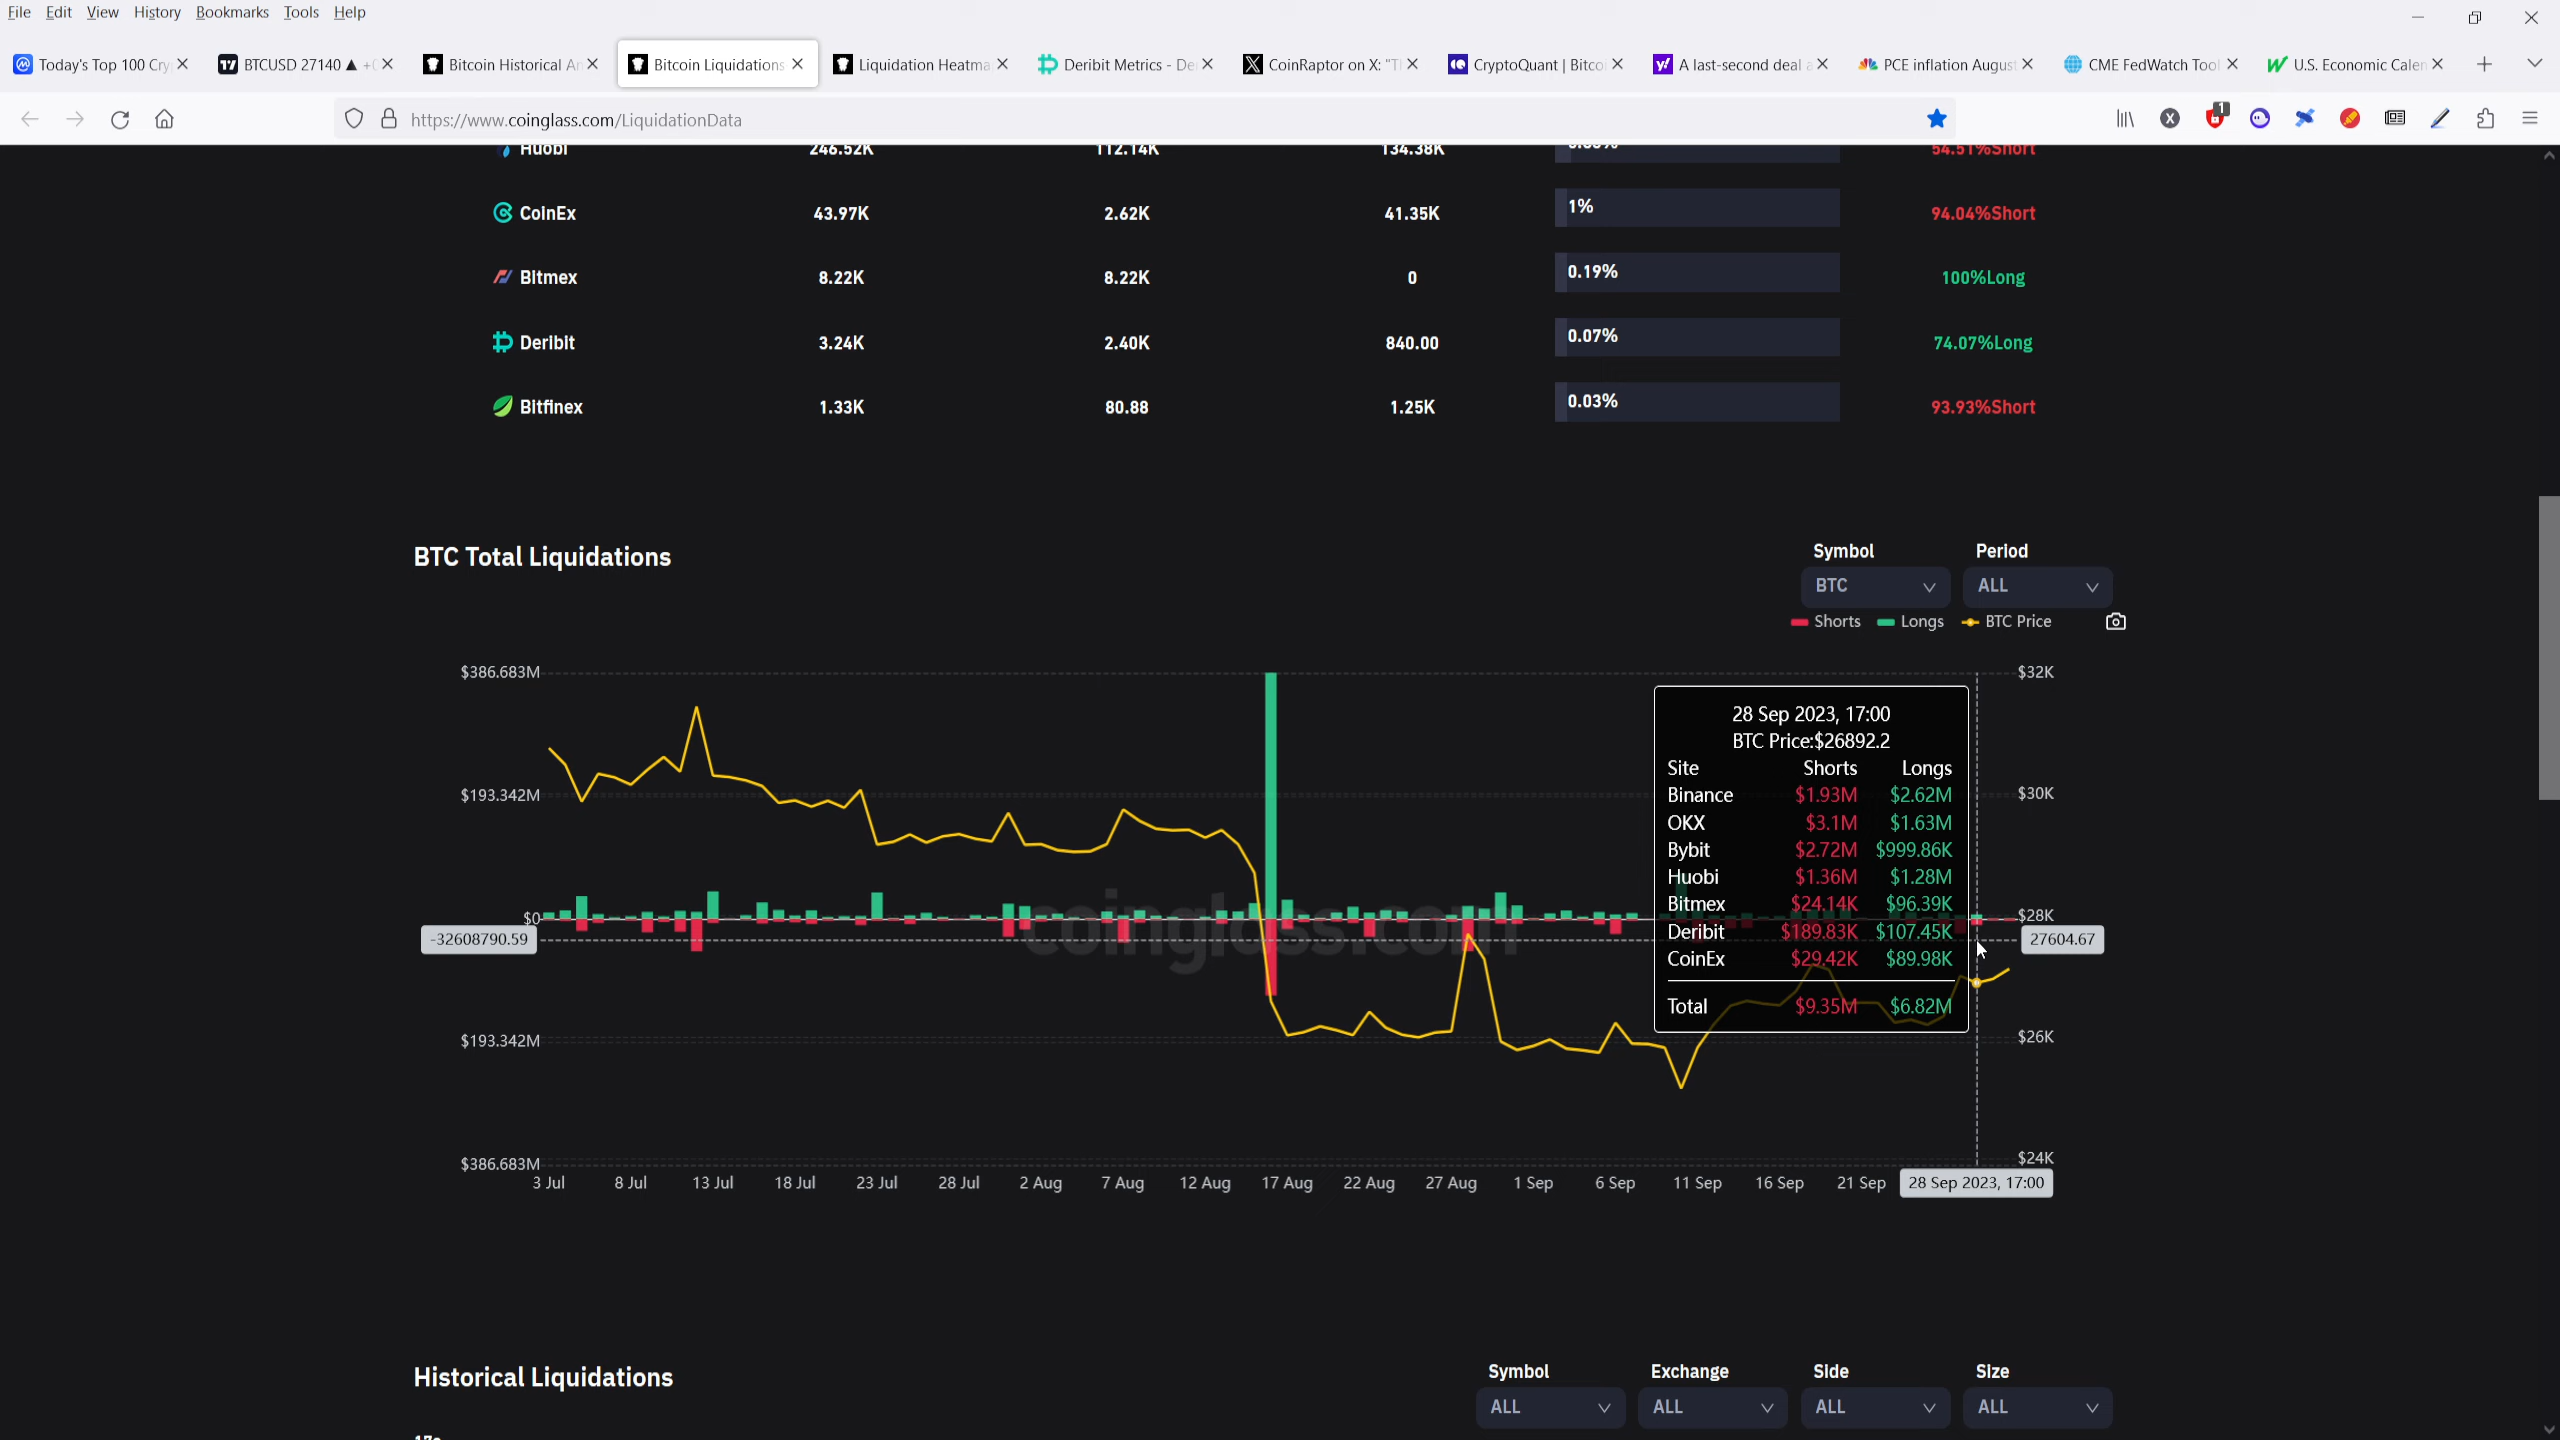 File Edit View History Bookmarks Tools Help
Today's Top 100 Cry BTCUSD 27140 ▲ +0 Bitcoin Historical An Bitcoin Liquidations Liquidation Heatma Deribit Metrics - De CoinRaptor on X: "T CryptoQuant | Bitco A last-second deal a PCE inflation August CME FedWatch Tool U.S. Economic Calen
https://www.coinglass.com/LiquidationData 1
Huobi 246.52K 112.14K 134.38K 54.51%Short
CoinEx 43.97K 2.62K 41.35K 1% 94.04%Short
Bitmex 8.22K 8.22K 0 0.19% 100%Long
Deribit 3.24K 2.40K 840.00 0.07% 74.07%Long
Bitfinex 1.33K 80.88 1.25K 0.03% 93.93%Short
BTC Total Liquidations
Symbol Period
BTC ALL
Shorts Longs BTC Price
$386.683M $32K
28 Sep 2023, 17:00
BTC Price:$26892.2
Site Shorts Longs
$193.342M Binance $1.93M $2.62M $30K
OKX $3.1M $1.63M
Bybit $2.72M $999.86K
Huobi $1.36M $1.28M
Bitmex $24.14K $96.39K
$0 $28K
Deribit $189.83K $107.45K
-32608790.59 coinglass.com 27604.67
CoinEx $29.42K $89.98K
Total $9.35M $6.82M
$193.342M $26K
$386.683M $24K
3 Jul 8 Jul 13 Jul 18 Jul 23 Jul 28 Jul 2 Aug 7 Aug 12 Aug 17 Aug 22 Aug 27 Aug 1 Sep 6 Sep 11 Sep 16 Sep 21 Sep 28 Sep 2023, 17:00
Historical Liquidations
Symbol Exchange Side Size
ALL ALL ALL ALL